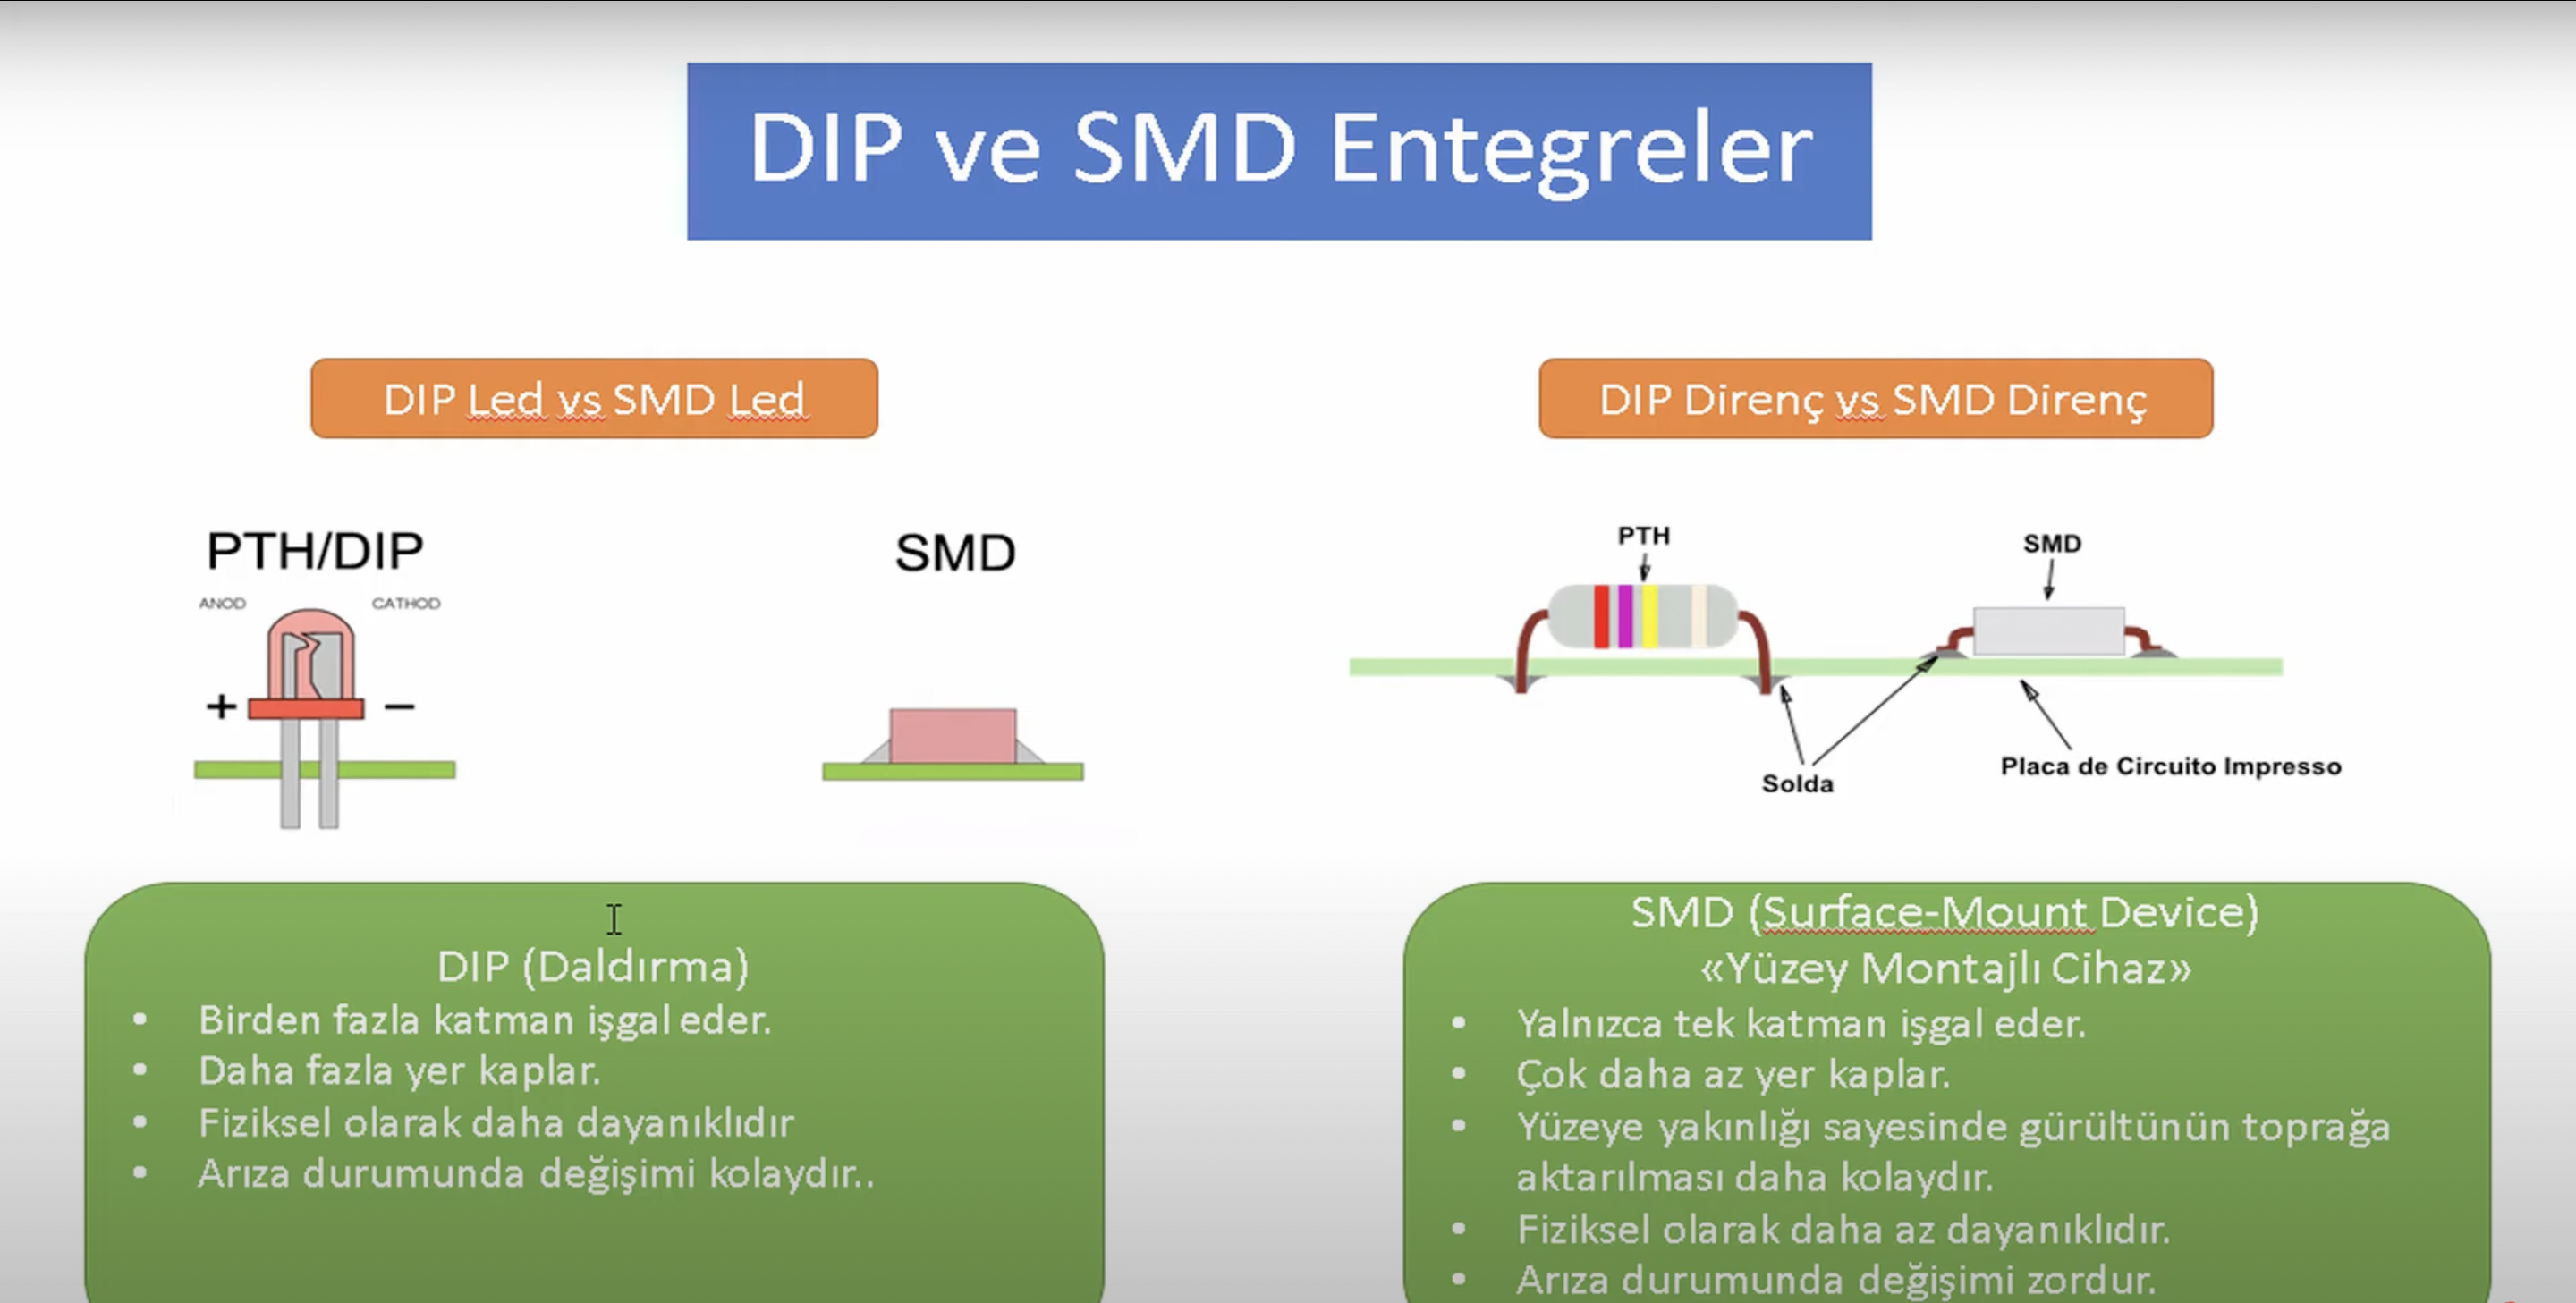 DIP ve SMD Entegreler
DIP Led vs SMD Led
PTH/DIP
ANOD
CATHOD
+
−
SMD
DIP Direnç vs SMD Direnç
PTH
SMD
Solda
Placa de Circuito Impresso
DIP (Daldırma)
• Birden fazla katman işgal eder.
• Daha fazla yer kaplar.
• Fiziksel olarak daha dayanıklıdır
• Arıza durumunda değişimi kolaydır..
SMD (Surface-Mount Device)
«Yüzey Montajlı Cihaz»
• Yalnızca tek katman işgal eder.
• Çok daha az yer kaplar.
• Yüzeye yakınlığı sayesinde gürültünün toprağa
aktarılması daha kolaydır.
• Fiziksel olarak daha az dayanıklıdır.
• Arıza durumunda değişimi zordur.